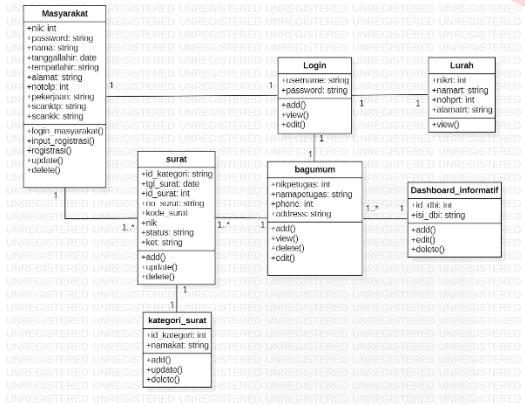 Masyarakat
+nik: int
+password: string
+nama: string
+tanggallahir: date
+tempatlahir: string
+alamat: string
+notelp: int
+pekerjaan: string
+scanktp: string
+scankk: string
+login_masyarakat()
+input_registrasi()
+registrasi()
+update()
+delete()
Login
+username: string
+password: string
+add()
+view()
+edit()
Lurah
+nikrt: int
+namart: string
+nohprt: int
+alamatrt: string
+view()
surat
+id_kategori: string
+tgl_surat: date
+id_surat: int
+no_surat: string
+kode_surat
+nik
+status: string
+ket: string
+add()
+update()
+delete()
bagumum
+nikpetugas: int
+namapotugas: string
+phone: int
+address: string
+add()
+view()
+delete()
+edit()
Dashboard_informatif
+id_dbi: int
+isi_dbi: string
+add()
+edit()
+delete()
kategori_surat
+id_kategori: int
+namakat: string
+add()
+update()
+delete()
1
1
1
1
1
1
1
1..*
1..*
1
1..*
1
1
1
UNREGISTERED